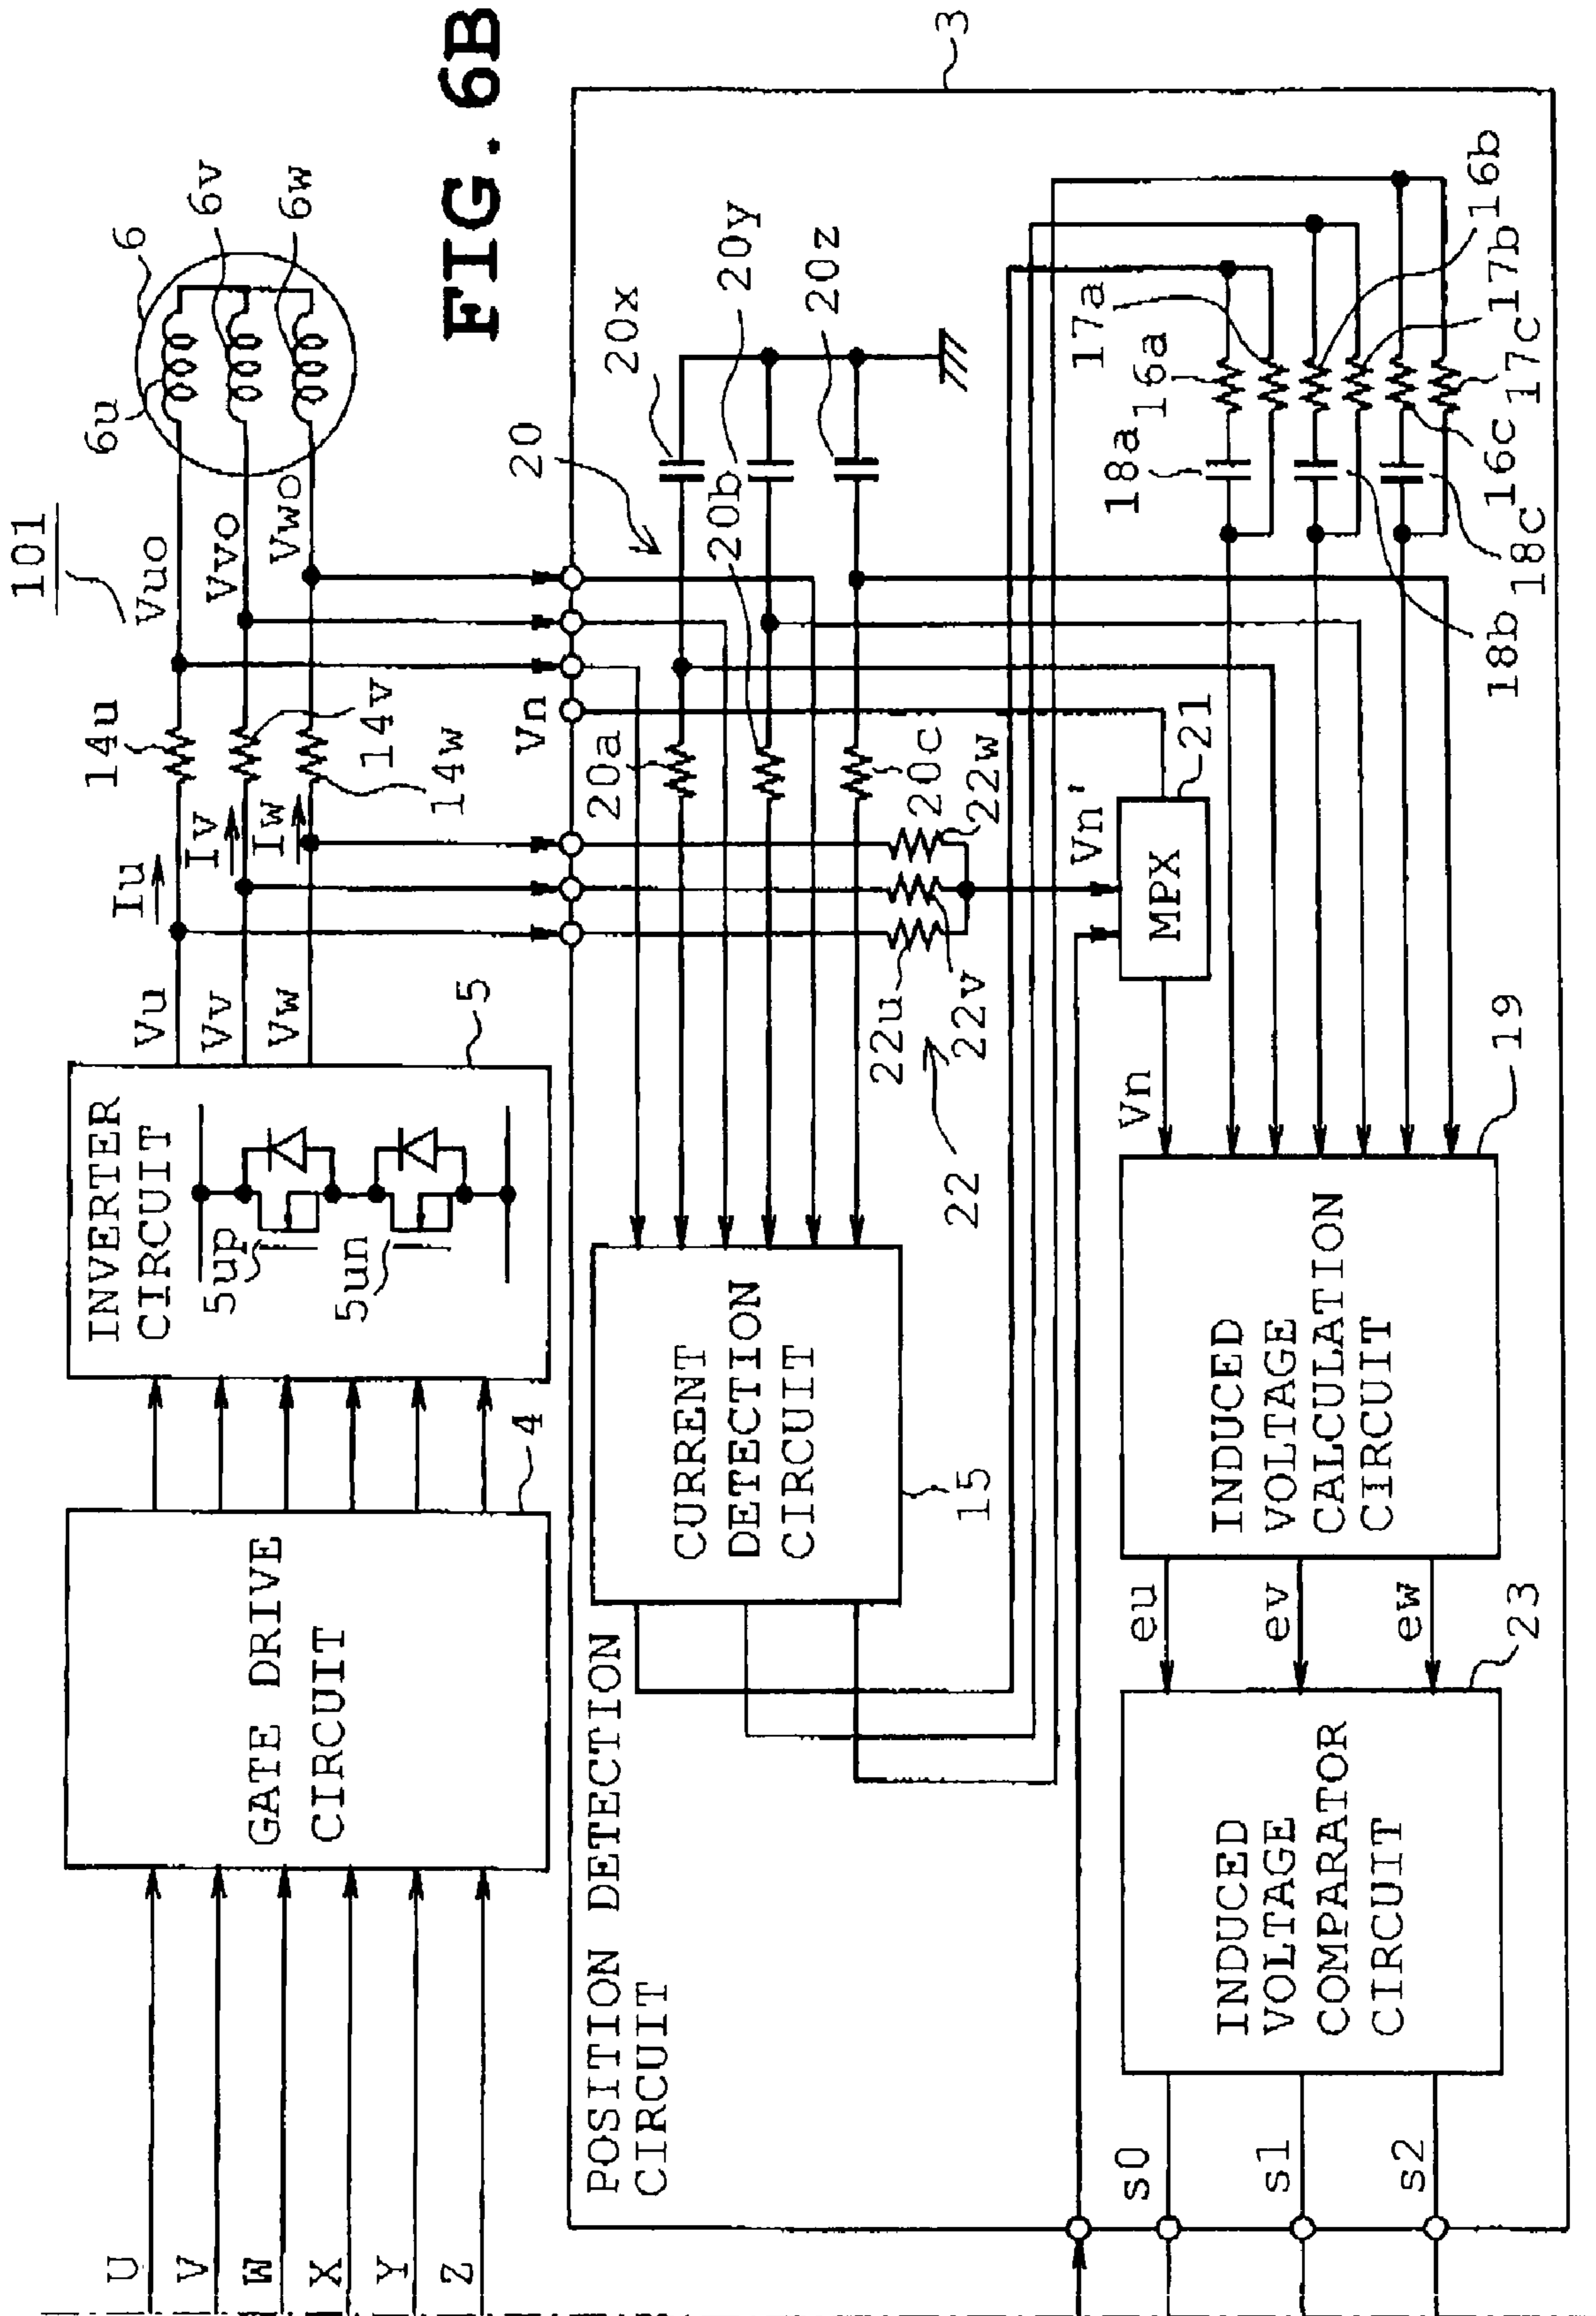 FIG. 6B
101
U
V
W
X
Y
Z
GATE DRIVE
CIRCUIT
4
INVERTER
CIRCUIT
5up
5un
5
Vu
Vv
Vw
Iu
Iv
Iw
14u
14v
14w
Vuo
Vvo
Vwo
6u
6
6v
6w
Vn
POSITION DETECTION
CIRCUIT
3
CURRENT
DETECTION
CIRCUIT
15
20
20a
20b
20c
20x
20y
20z
22
22u
22v
22w
Vn'
MPX
21
Vn
18a
16a
17a
18b
18c
16c
17c
17b
16b
INDUCED
VOLTAGE
CALCULATION
CIRCUIT
19
eu
ev
ew
INDUCED
VOLTAGE
COMPARATOR
CIRCUIT
23
s0
s1
s2